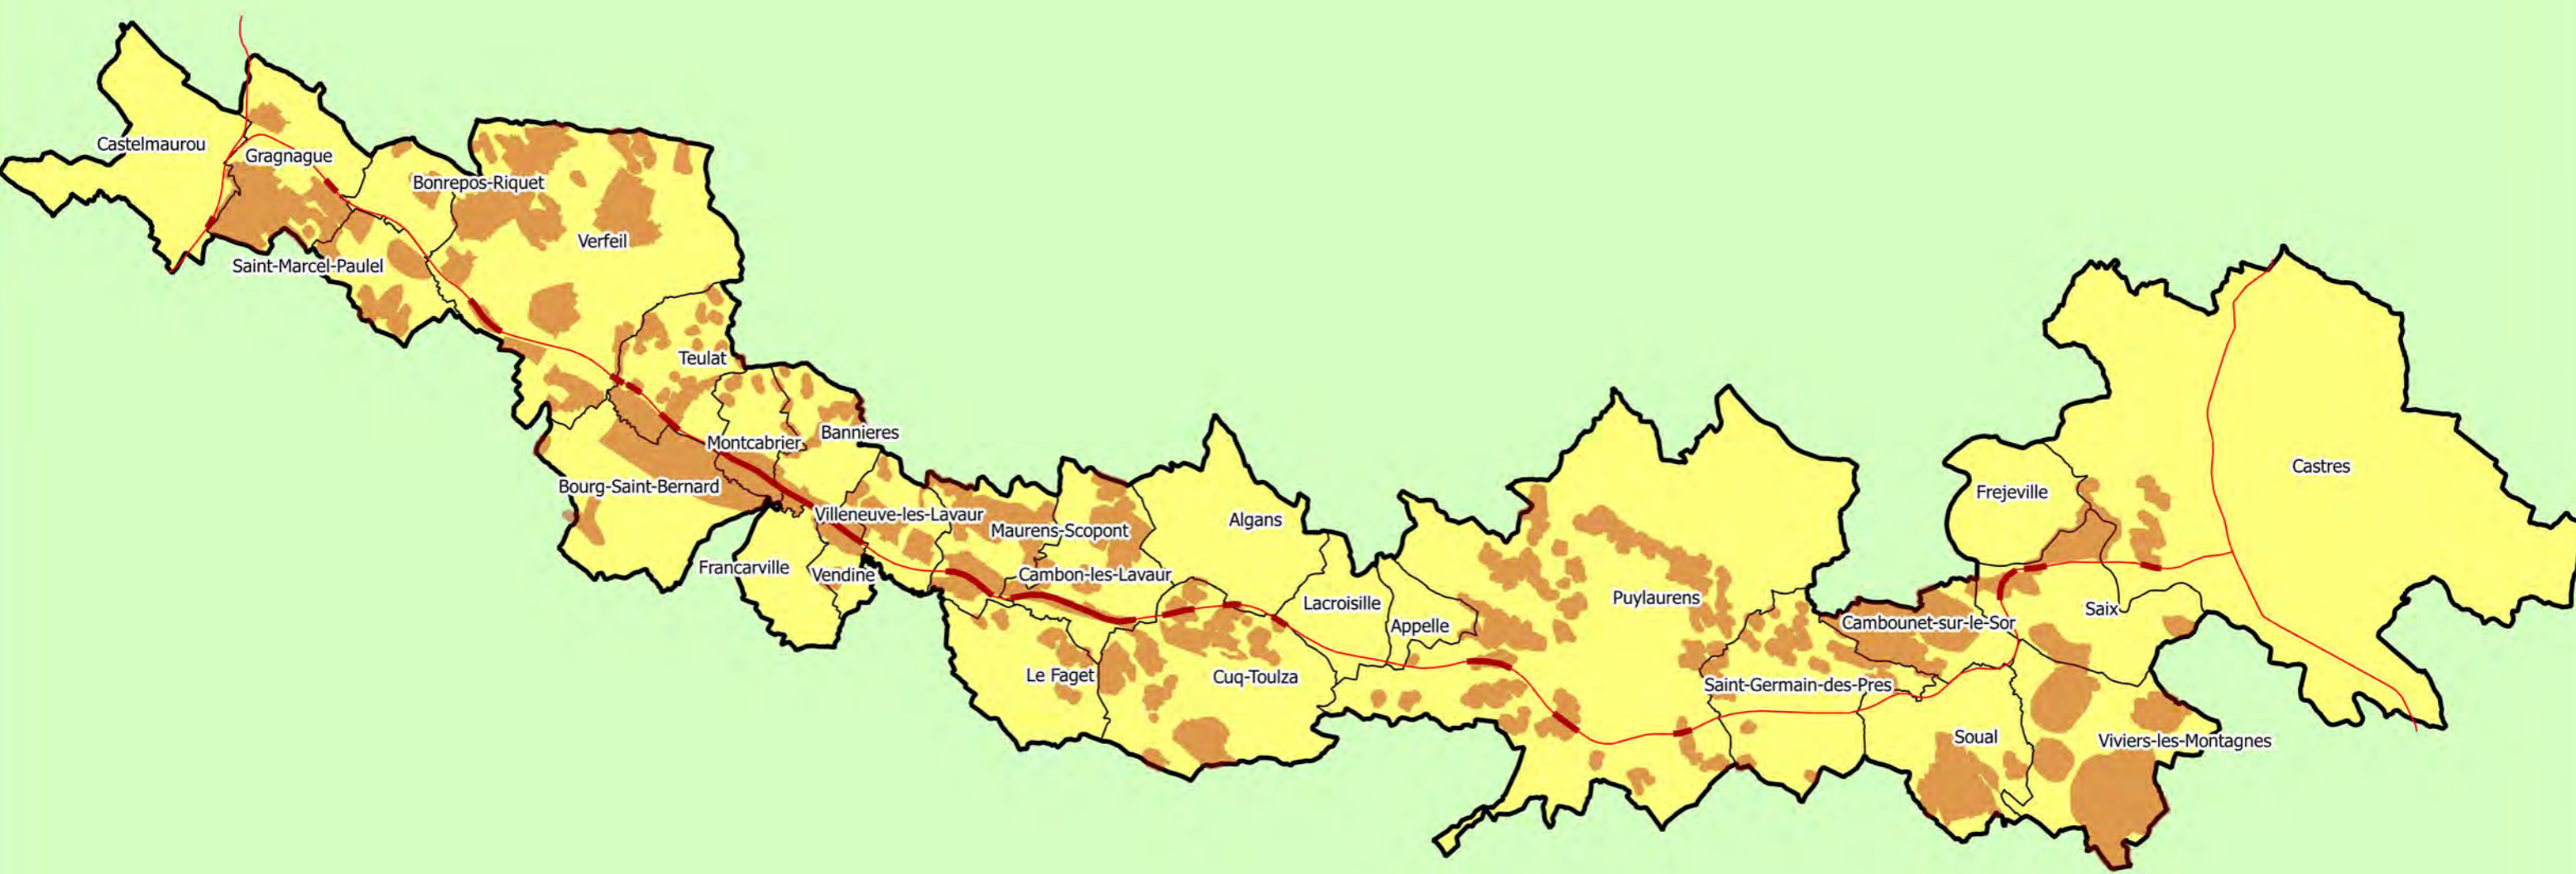 Castelmaurou
Gragnague
Bonrepos-Riquet
Verfeil
Saint-Marcel-Paulel
Teulat
Montcabrier
Bannieres
Bourg-Saint-Bernard
Villeneuve-les-Lavaur
Francarville
Vendine
Maurens-Scopont
Cambon-les-Lavaur
Algans
Lacroisille
Appelle
Le Faget
Cuq-Toulza
Puylaurens
Saint-Germain-des-Pres
Cambounet-sur-le-Sor
Frejeville
Castres
Saix
Soual
Viviers-les-Montagnes